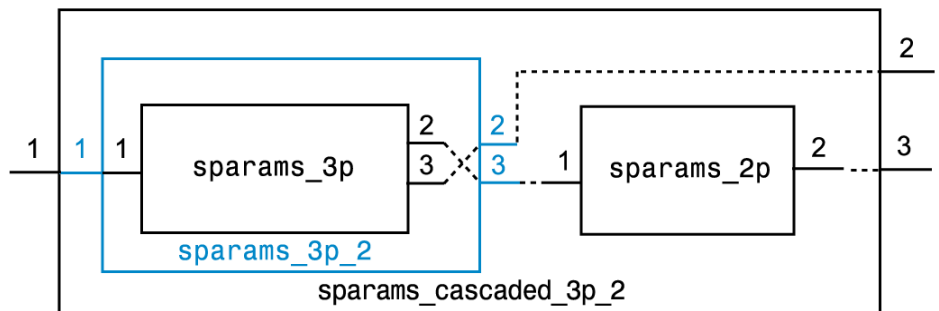 2
2 2
1 1 1 sparams_3p 3 3 1 sparams_2p 2 3
sparams_3p_2
sparams_cascaded_3p_2